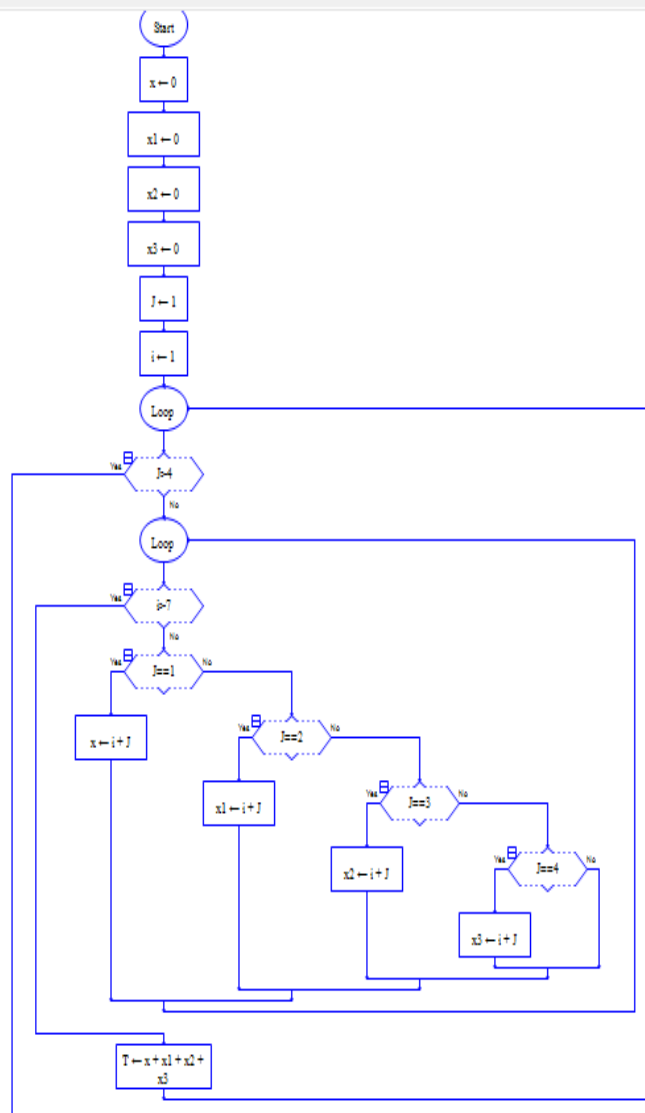 Start
x ← 0
x1 ← 0
x2 ← 0
x3 ← 0
J ← 1
i ← 1
Loop
Yes
J>4
No
Loop
Yes
i>7
No
Yes
J==1
No
x ← i + J
Yes
J==2
No
x1 ← i + J
Yes
J==3
No
x2 ← i + J
Yes
J==4
No
x3 ← i + J
T ← x + x1 + x2 +
x3